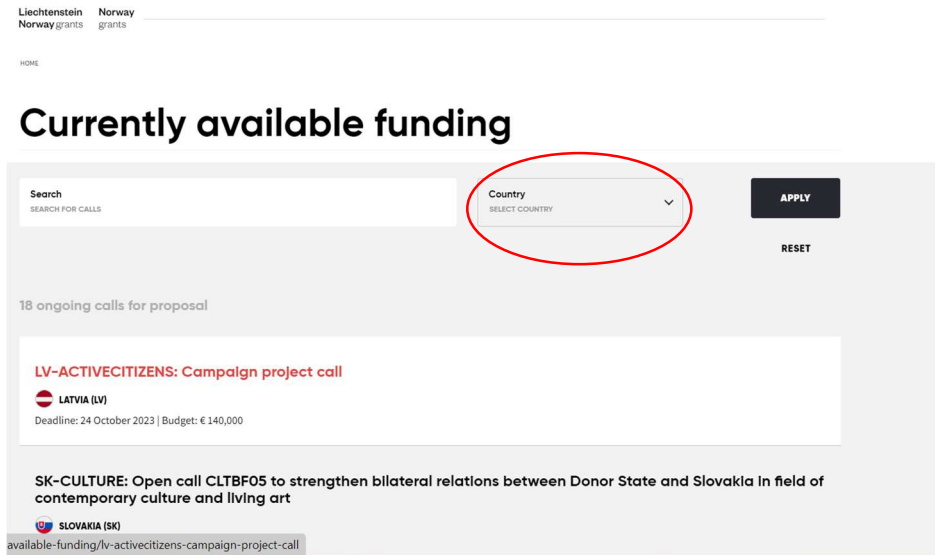 Liechtenstein Norway
Norway grants grants
HOME
Currently available funding
Search
SEARCH FOR CALLS
Country
SELECT COUNTRY
APPLY
RESET
18 ongoing calls for proposal
LV-ACTIVECITIZENS: Campaign project call
LATVIA (LV)
Deadline: 24 October 2023 | Budget: € 140,000
SK-CULTURE: Open call CLTBF05 to strengthen bilateral relations between Donor State and Slovakia in field of
contemporary culture and living art
SLOVAKIA (SK)
available-funding/lv-activecitizens-campaign-project-call